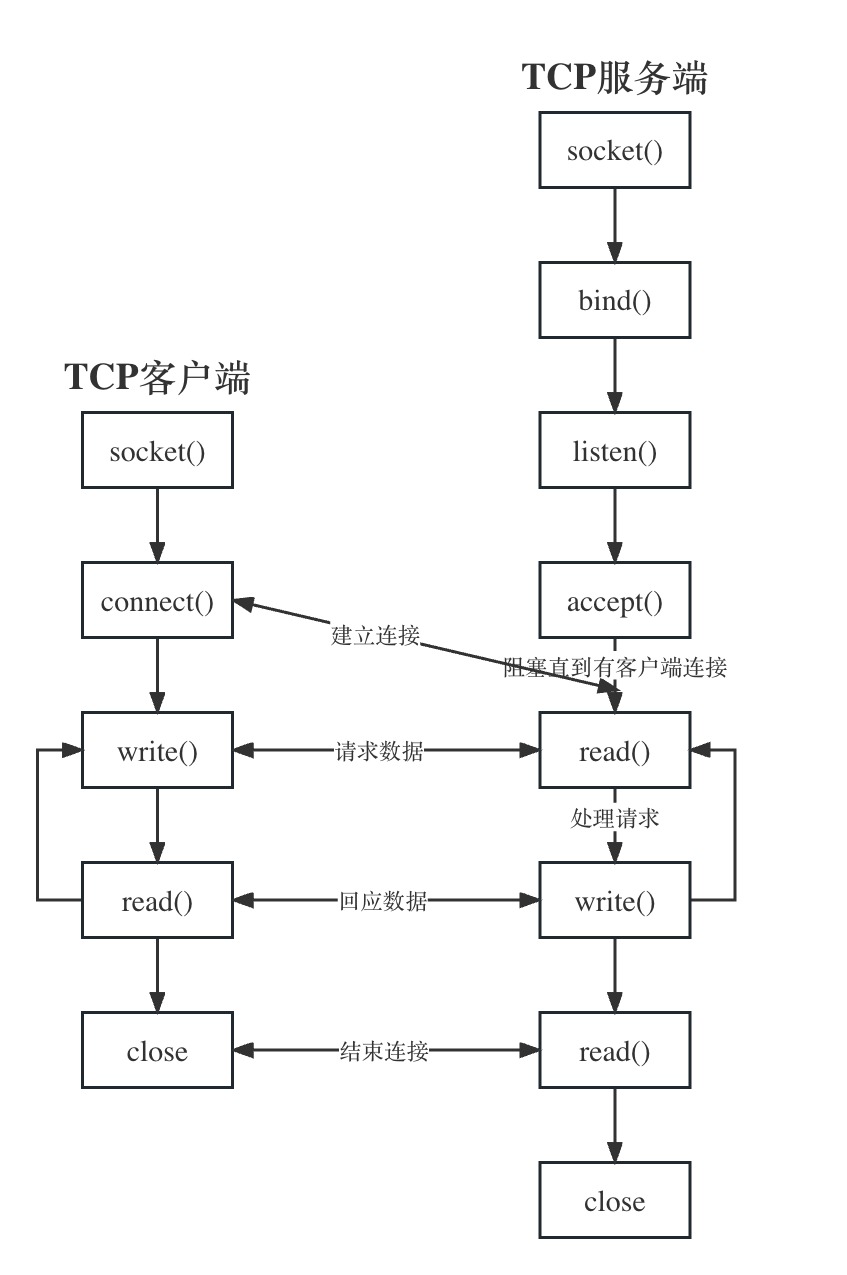 TCP服务端
socket()
bind()
TCP客户端
socket()
listen()
connect()
accept()
建立连接
阻塞直到有客户端连接
write()
请求数据
read()
处理请求
read()
回应数据
write()
close
结束连接
read()
close